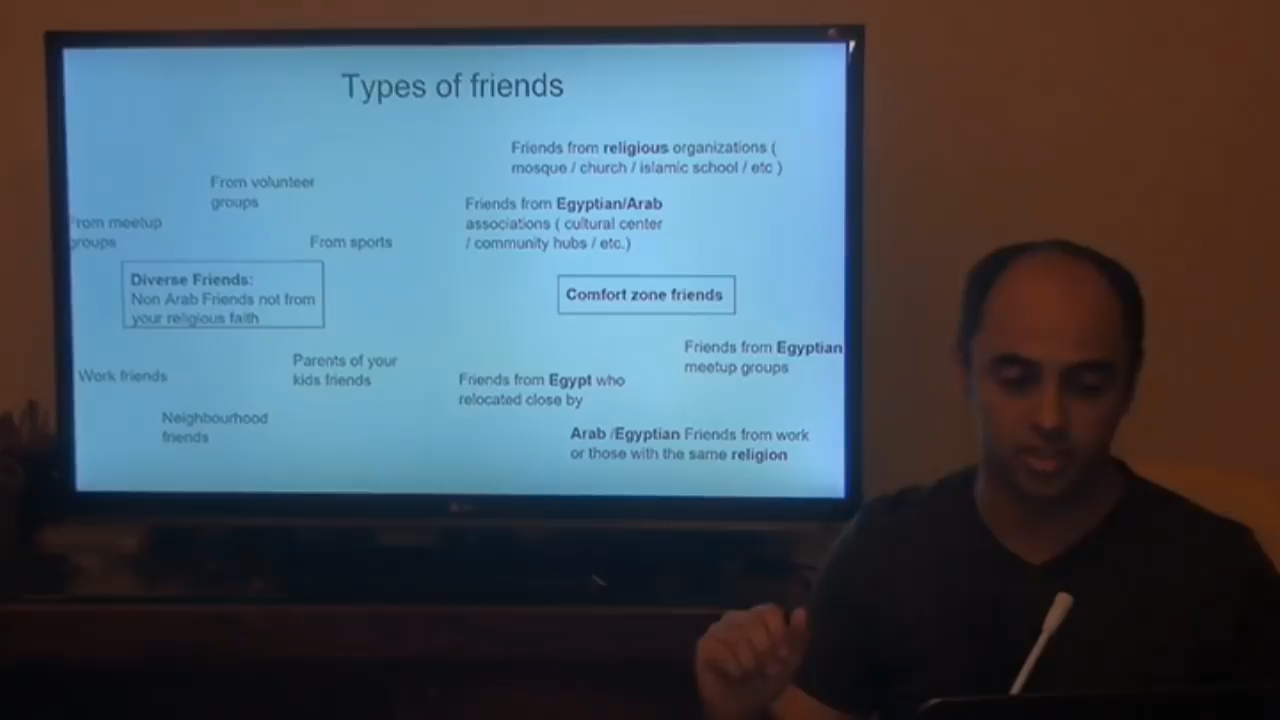 Types of friends
Friends from religious organizations (
mosque / church / islamic school / etc )
From volunteer
groups
Friends from Egyptian/Arab
associations ( cultural center
/ community hubs / etc.)
From meetup
groups
From sports
Diverse Friends:
Non Arab Friends not from
your religious faith
Comfort zone friends
Friends from Egyptian
meetup groups
Parents of your
kids friends
Work friends
Friends from Egypt who
relocated close by
Neighbourhood
friends
Arab /Egyptian Friends from work
or those with the same religion